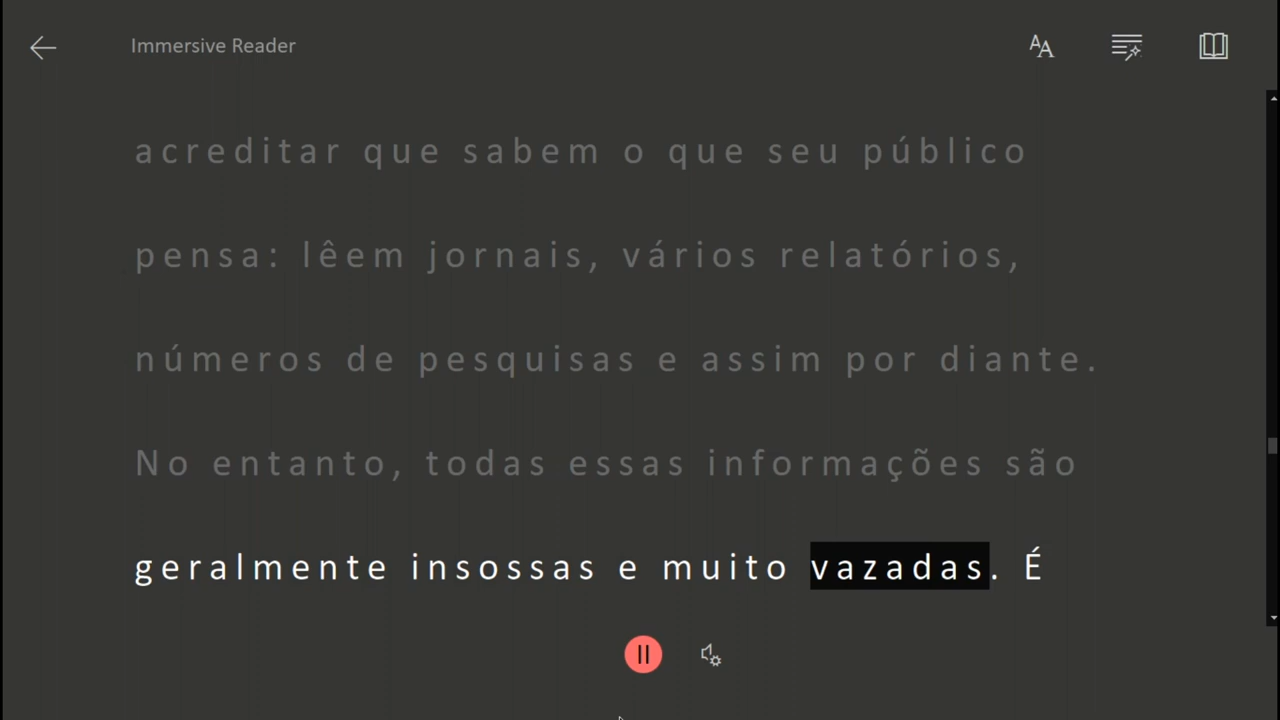 Immersive Reader
acreditar que sabem o que seu público
pensa: lêem jornais, vários relatórios,
números de pesquisas e assim por diante.
No entanto, todas essas informações são
geralmente insossas e muito vazadas. É